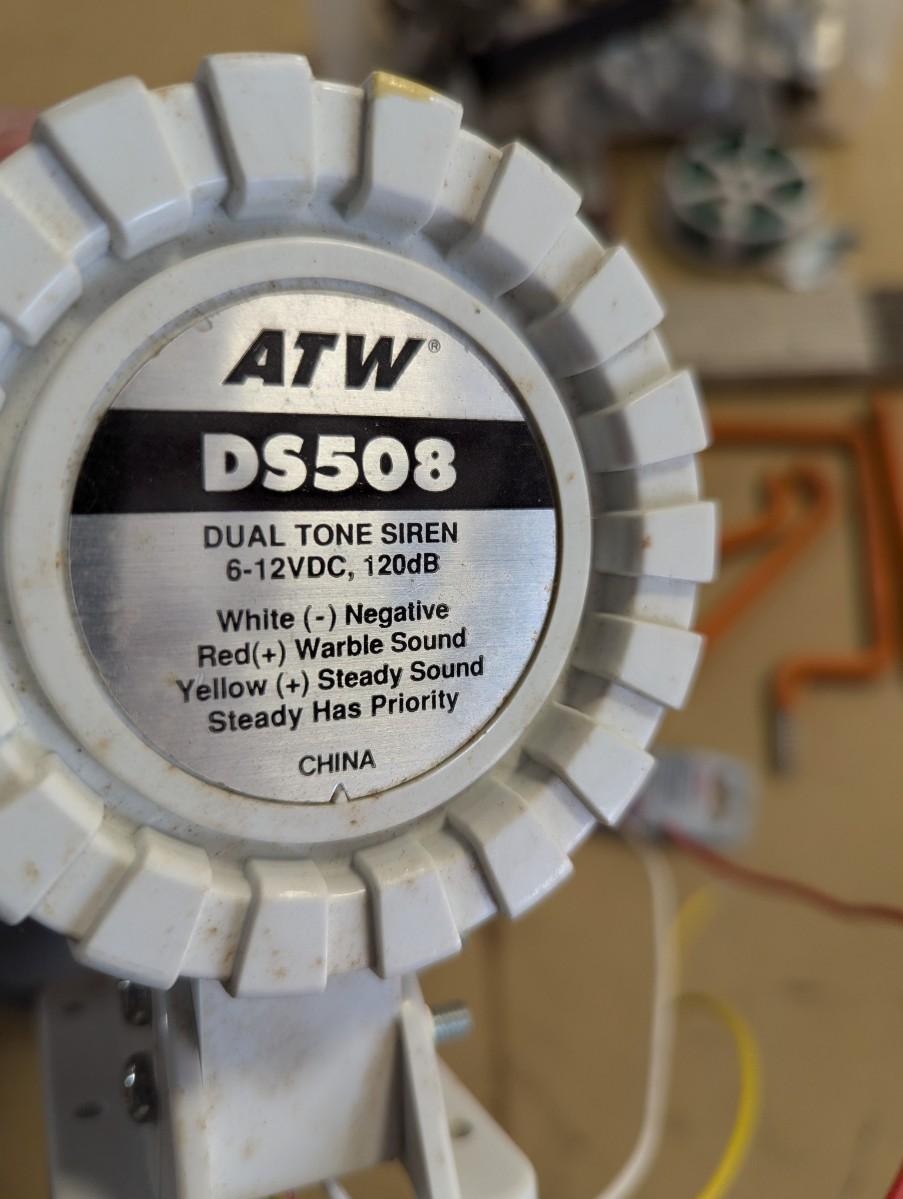 ATW®
DS508
DUAL TONE SIREN
6-12VDC, 120dB
White (-) Negative
Red(+) Warble Sound
Yellow (+) Steady Sound
Steady Has Priority
CHINA